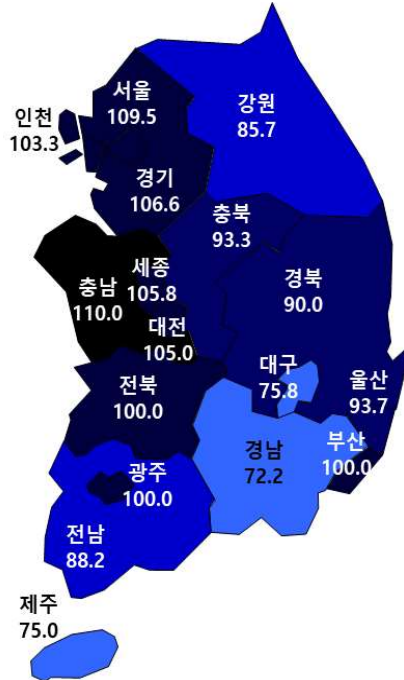 서울
109.5
인천
103.3
강원
85.7
경기
106.6
충북
93.3
세종
105.8
충남
110.0
경북
90.0
대전
105.0
대구
75.8
울산
93.7
전북
100.0
경남
72.2
부산
100.0
광주
100.0
전남
88.2
제주
75.0